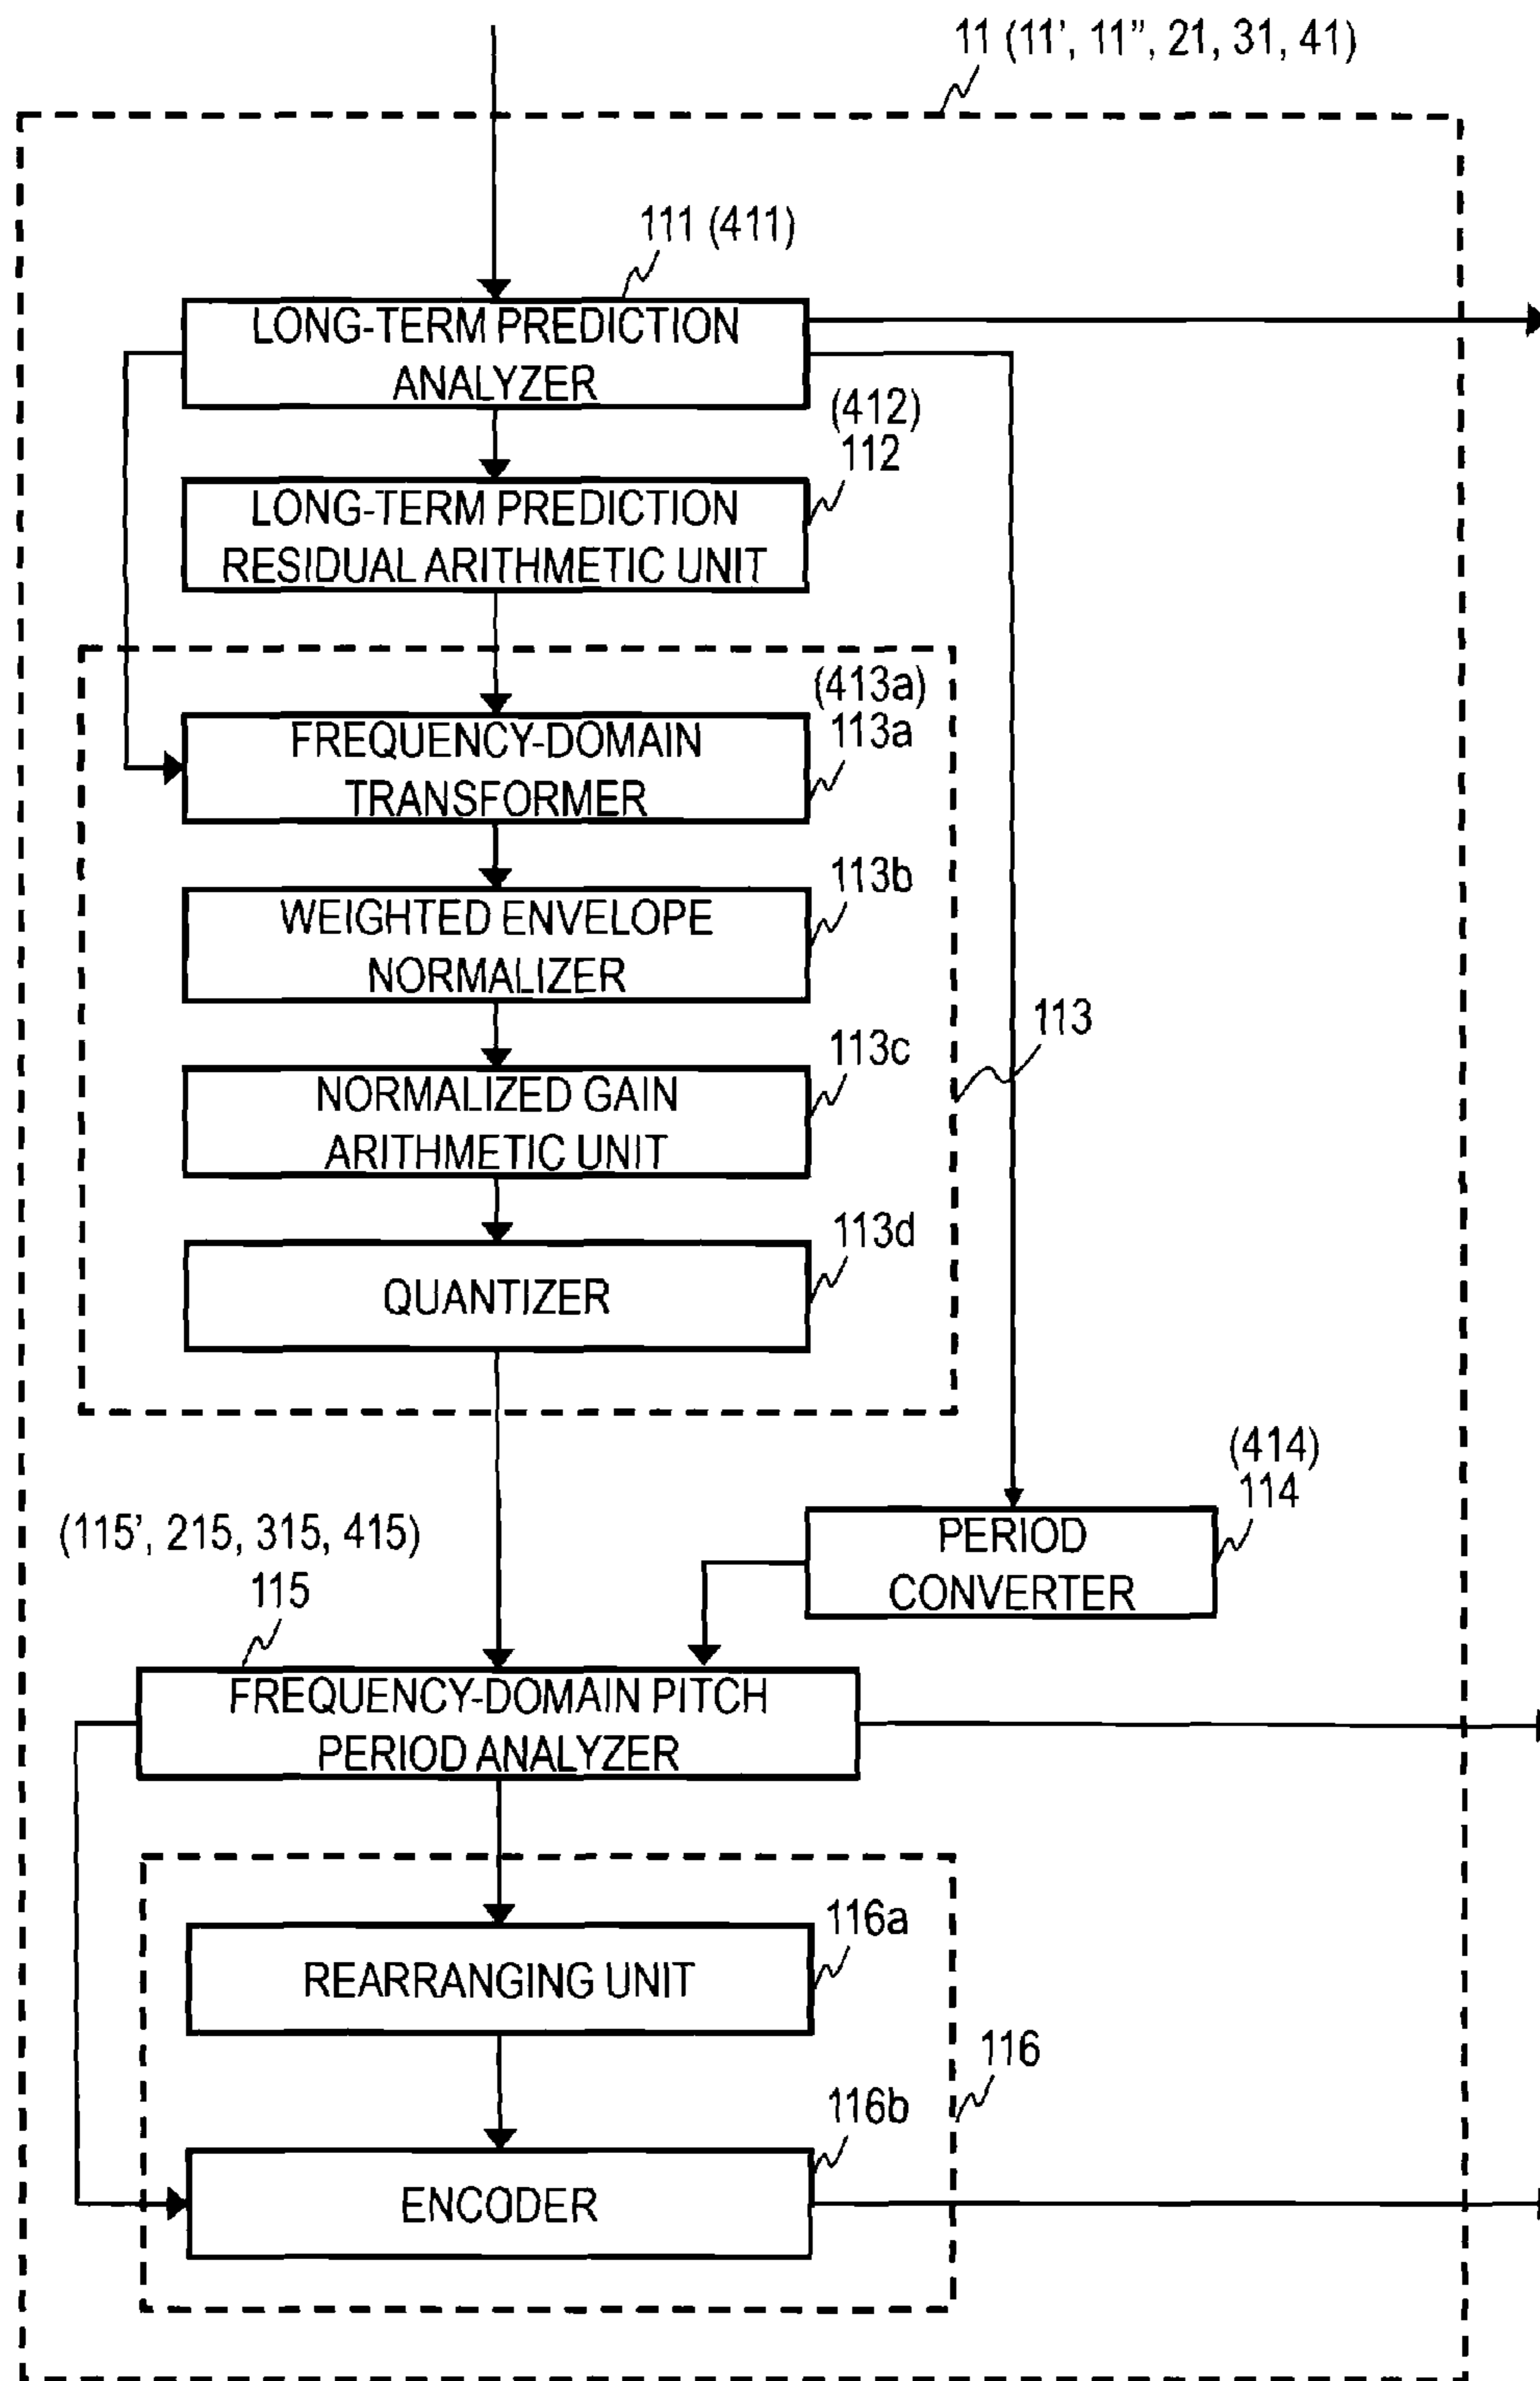 11 (11', 11”, 21, 31, 41)
111 (411)
LONG-TERM PREDICTION
ANALYZER
(412)
112
LONG-TERM PREDICTION
RESIDUAL ARITHMETIC UNIT
(413a)
113a
FREQUENCY-DOMAIN
TRANSFORMER
113b
WEIGHTED ENVELOPE
NORMALIZER
113
113c
NORMALIZED GAIN
ARITHMETIC UNIT
113d
QUANTIZER
(414)
114
PERIOD
CONVERTER
(115', 215, 315, 415)
115
FREQUENCY-DOMAIN PITCH
PERIOD ANALYZER
116a
REARRANGING UNIT
116
116b
ENCODER